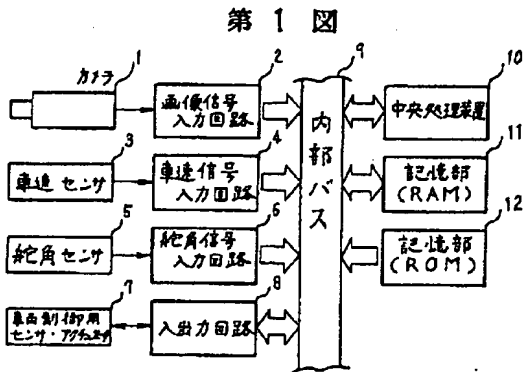 第1図
カメラ
1
画像信号
入力回路
2
車速センサ
3
車速信号
入力回路
4
舵角センサ
5
舵角信号
入力回路
6
車両制御用
センサ・アクチュエータ
7
入出力回路
8
内部バス
9
中央処理装置
10
記憶部
(RAM)
11
記憶部
(ROM)
12